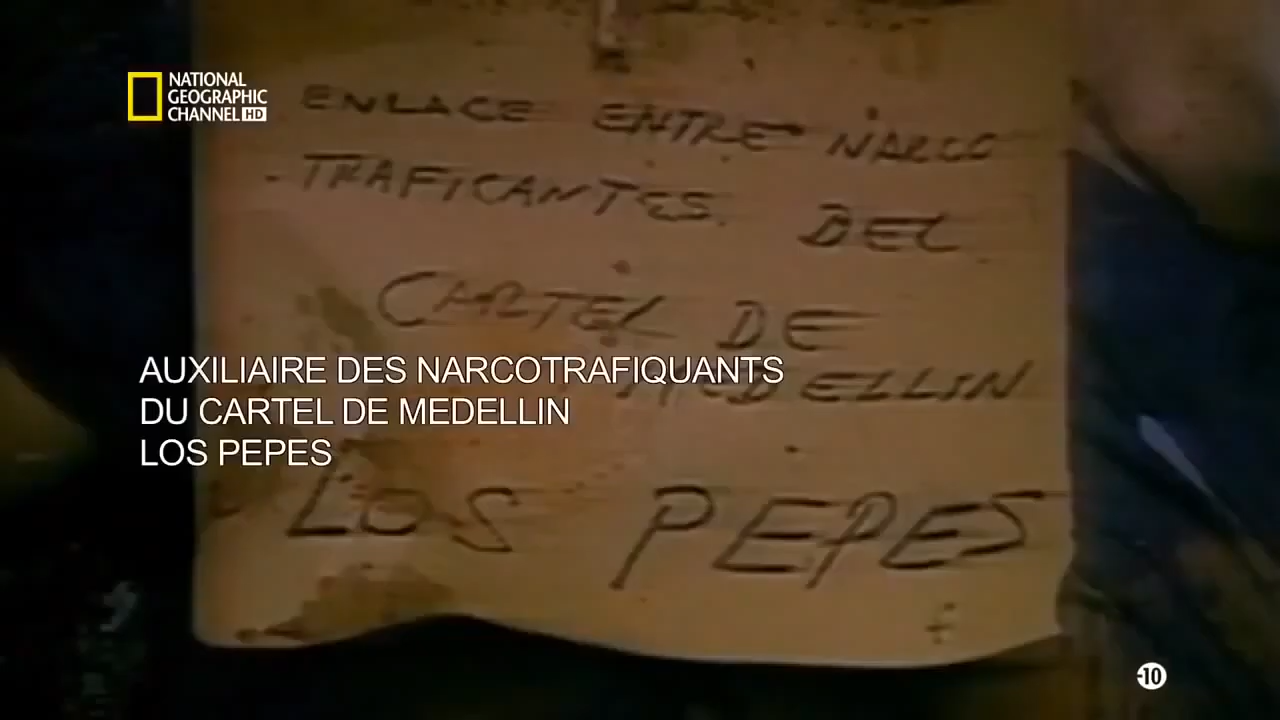 NATIONAL
GEOGRAPHIC
CHANNEL HD
ENLACE ENTRE NARCO
-TRAFICANTES DEL
CARTEL DE
MEDELLIN
LOS PEPES
AUXILIAIRE DES NARCOTRAFIQUANTS
DU CARTEL DE MEDELLIN
LOS PEPES
-10